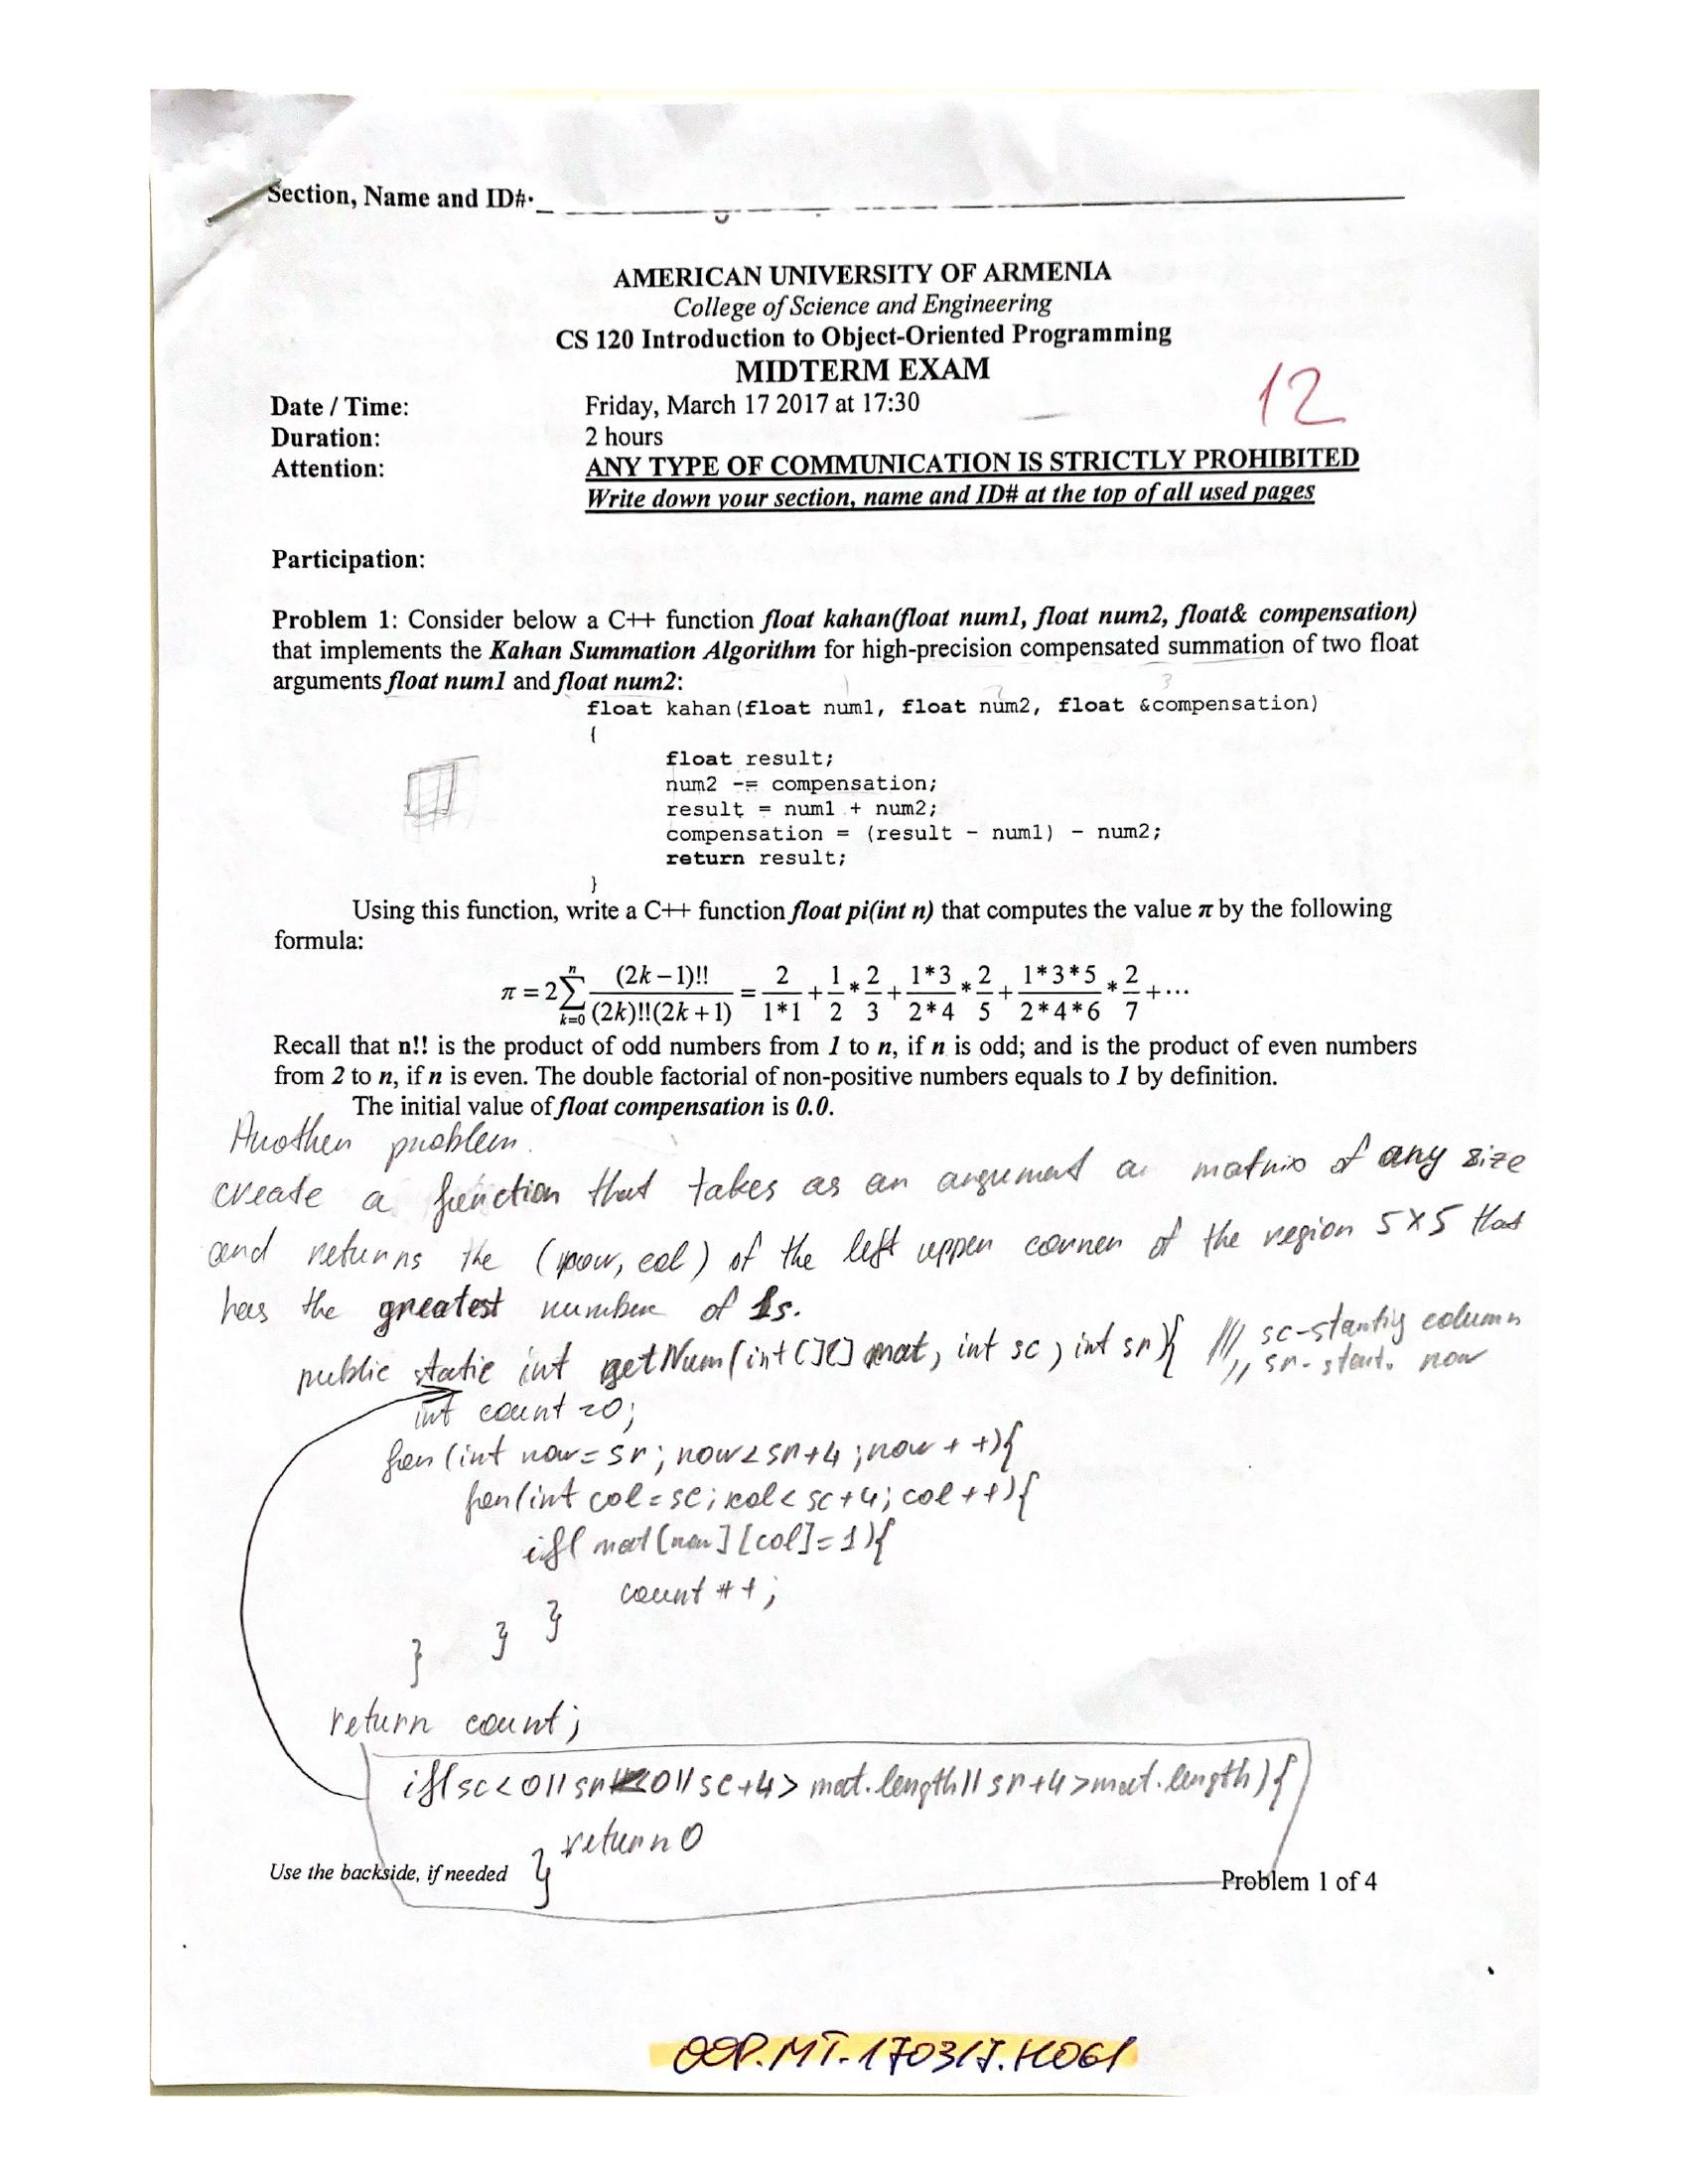 Section, Name and ID#:
AMERICAN UNIVERSITY OF ARMENIA
College of Science and Engineering
CS 120 Introduction to Object-Oriented Programming
MIDTERM EXAM
12
Date / Time: Friday, March 17 2017 at 17:30
Duration: 2 hours
Attention: ANY TYPE OF COMMUNICATION IS STRICTLY PROHIBITED
Write down your section, name and ID# at the top of all used pages
Participation:
Problem 1: Consider below a C++ function float kahan(float num1, float num2, float& compensation)
that implements the Kahan Summation Algorithm for high-precision compensated summation of two float
arguments float num1 and float num2:
1 2 3
float kahan(float num1, float num2, float &compensation)
{
float result;
num2 -= compensation;
result = num1 + num2;
compensation = (result - num1) - num2;
return result;
}
Using this function, write a C++ function float pi(int n) that computes the value π by the following
formula:
π = 2∑_{k=0}^{n} (2k−1)!! / ((2k)!!(2k+1)) = 2/(1*1) + 1/2 * 2/3 + (1*3)/(2*4) * 2/5 + (1*3*5)/(2*4*6) * 2/7 + ⋯
Recall that n!! is the product of odd numbers from 1 to n, if n is odd; and is the product of even numbers
from 2 to n, if n is even. The double factorial of non-positive numbers equals to 1 by definition.
The initial value of float compensation is 0.0.
Another problem.
create a function that takes as an argument a matrix of any size
and returns the (row, col) of the left upper corner of the region 5x5 that
has the greatest number of 1s.
public static int getNum(int[][] mat, int sc, int sr){ /// sc-startig column
// sr-start. row
int count =0;
for(int row=sr; row<sr+4; row++){
for(int col=sc; col<sc+4; col++){
if( mat[row][col]=1){
count ++;
}
}
}
return count;
if(sc<0||sr<0||sc+4> mat.length||sr+4>mat.length){
return 0
}
Use the backside, if needed
Problem 1 of 4
OOP.MT.170317.H061